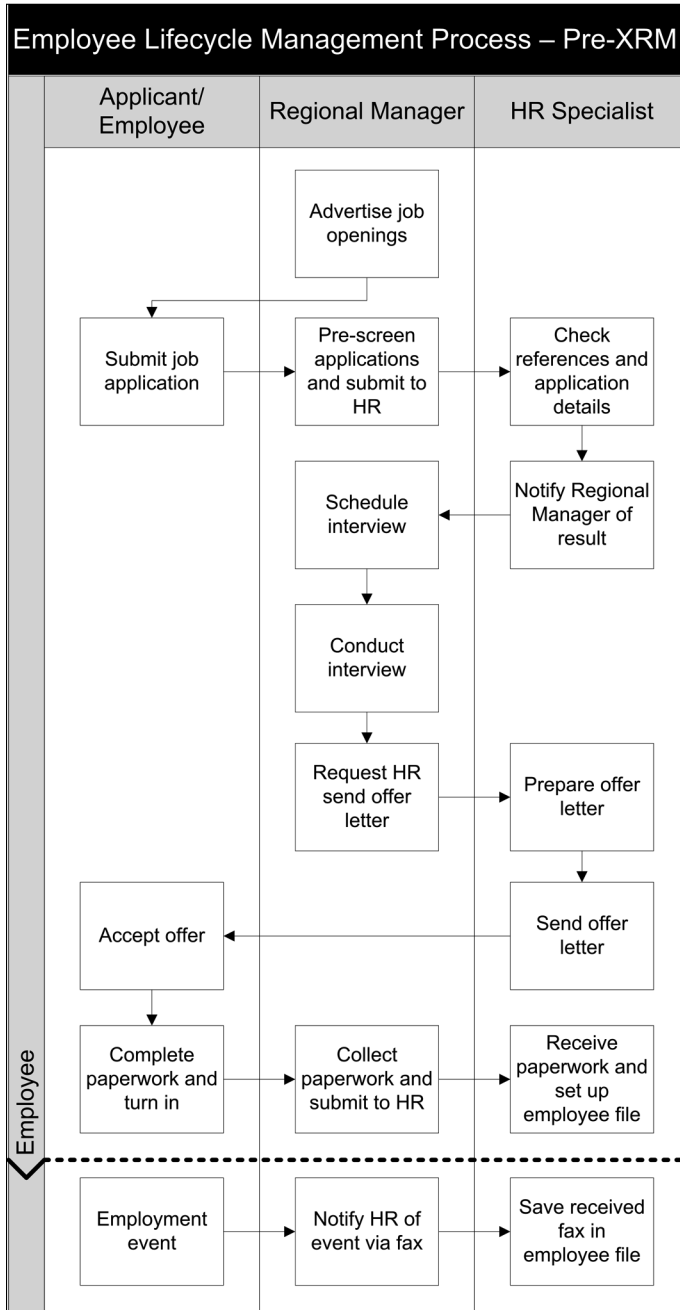 Employee Lifecycle Management Process – Pre-XRM
Applicant/
Employee
Regional Manager
HR Specialist
Advertise job
openings
Submit job
application
Pre-screen
applications
and submit to
HR
Check
references and
application
details
Schedule
interview
Notify Regional
Manager of
result
Conduct
interview
Request HR
send offer
letter
Prepare offer
letter
Accept offer
Send offer
letter
Complete
paperwork and
turn in
Collect
paperwork and
submit to HR
Receive
paperwork and
set up
employee file
Employee
Employment
event
Notify HR of
event via fax
Save received
fax in
employee file